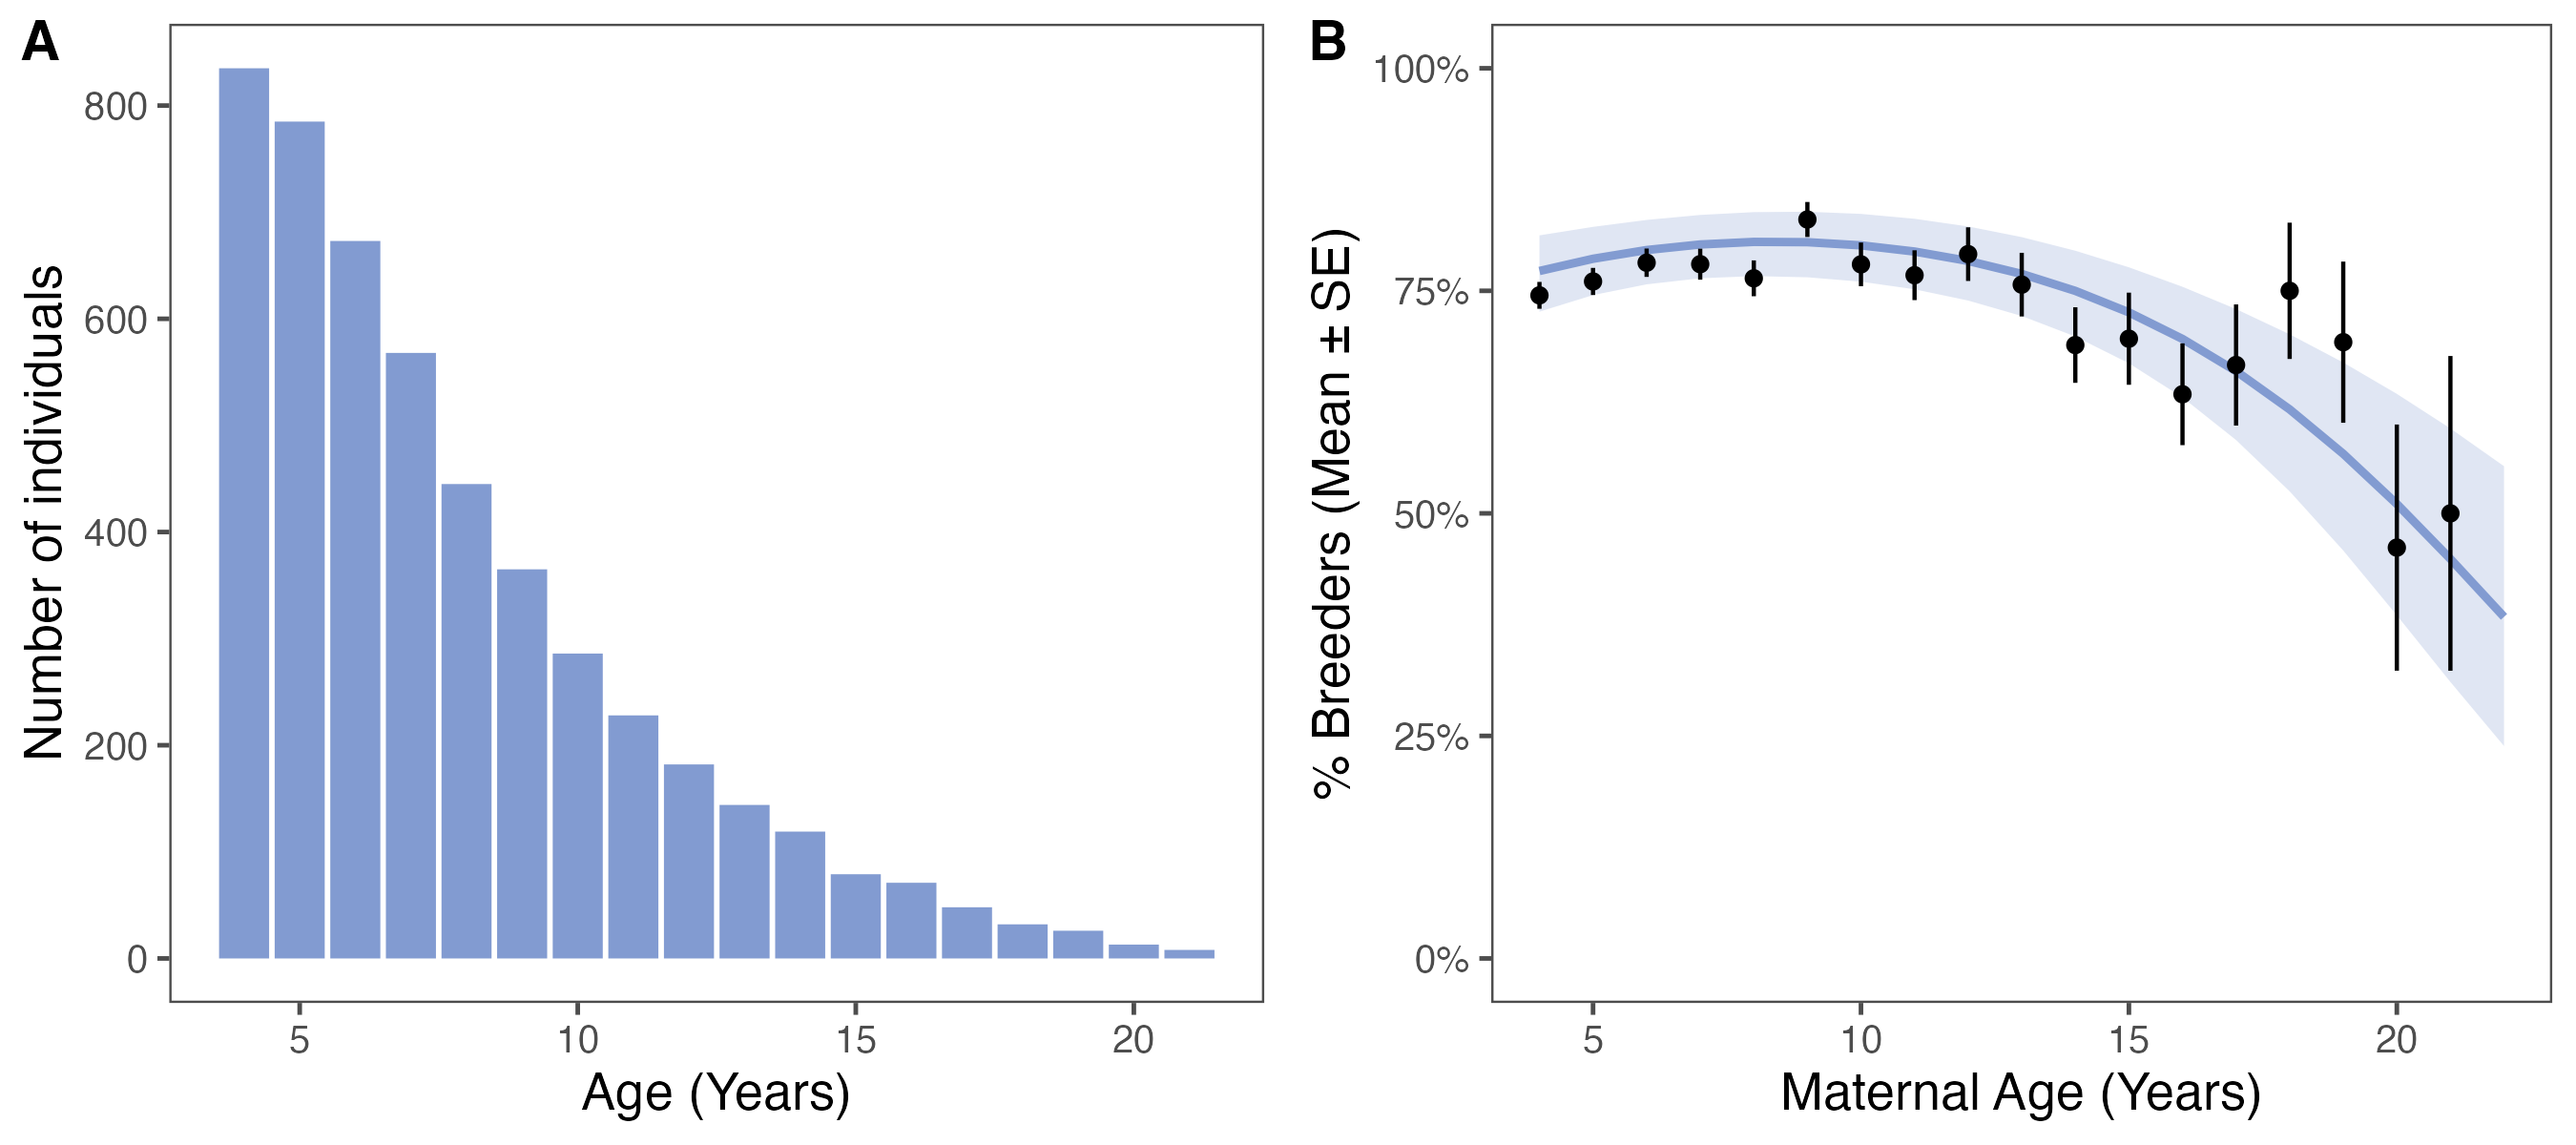 A
Number of individuals
800
600
400
200
0
5 10 15 20
Age (Years)
B
% Breeders (Mean ± SE)
100%
75%
50%
25%
0%
5 10 15 20
Maternal Age (Years)